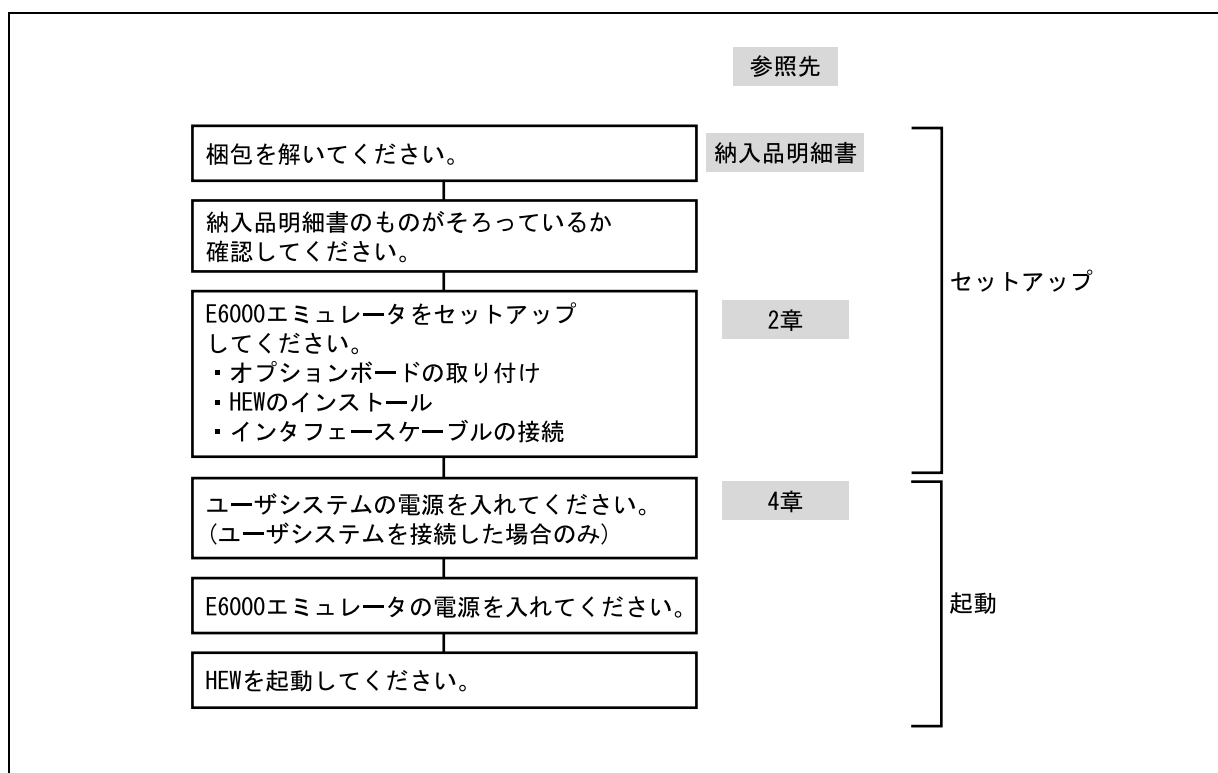 参照先
梱包を解いてください。
納入品明細書
納入品明細書のものがそろっているか
確認してください。
E6000エミュレータをセットアップ
してください。
・オプションボードの取り付け
・HEWのインストール
・インタフェースケーブルの接続
2章
セットアップ
ユーザシステムの電源を入れてください。
(ユーザシステムを接続した場合のみ)
4章
E6000エミュレータの電源を入れてください。
HEWを起動してください。
起動